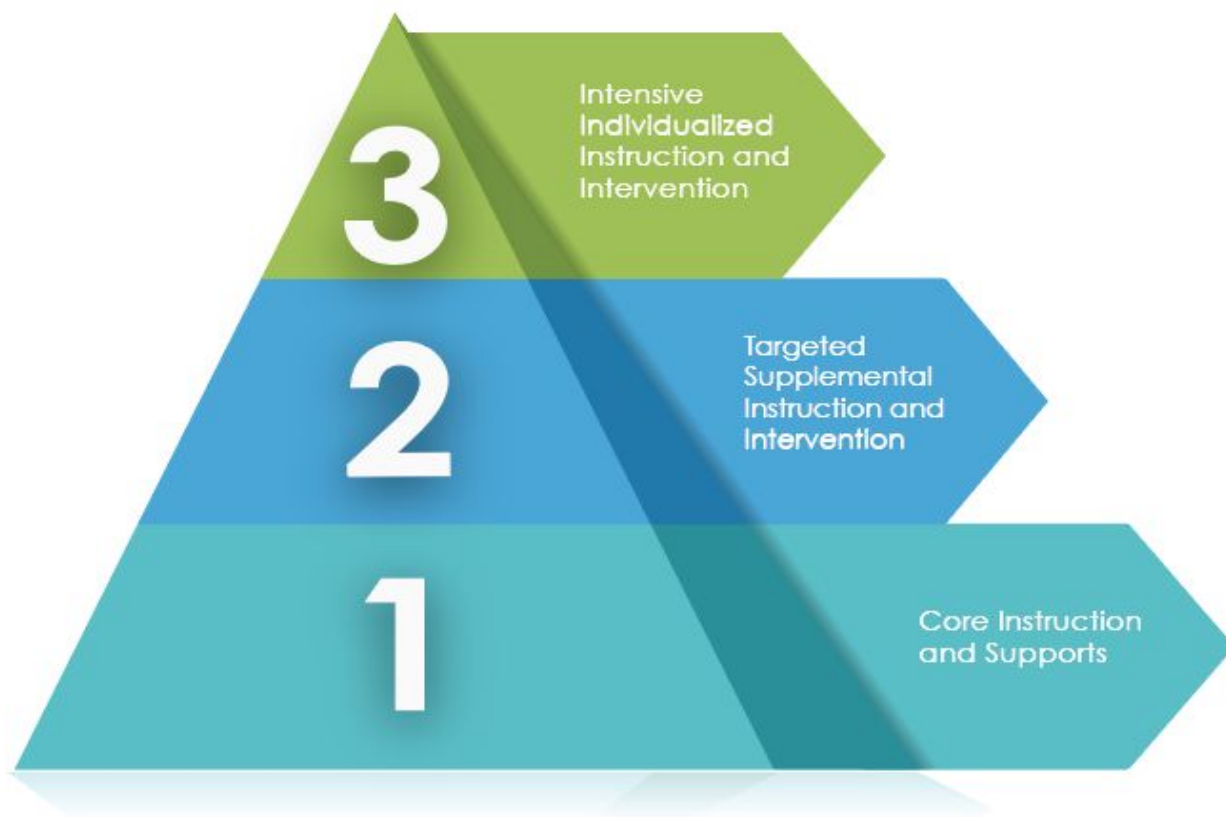 3
Intensive
Individualized
Instruction and
Intervention
2
Targeted
Supplemental
Instruction and
Intervention
1
Core Instruction
and Supports